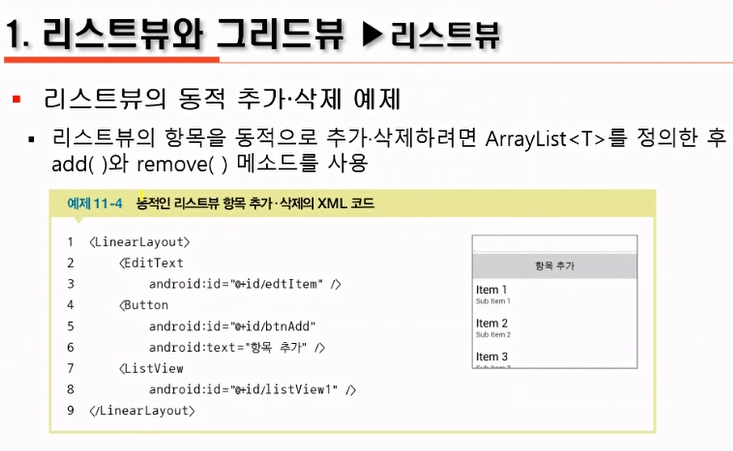 1. 리스트뷰와 그리드뷰 ▶리스트뷰
▪ 리스트뷰의 동적 추가·삭제 예제
▪ 리스트뷰의 항목을 동적으로 추가·삭제하려면 ArrayList<T>를 정의한 후
add( )와 remove( ) 메소드를 사용
예제 11-4 동적인 리스트뷰 항목 추가·삭제의 XML 코드
1 <LinearLayout>
2 <EditText
3 android:id="@+id/edtItem" />
4 <Button
5 android:id="@+id/btnAdd"
6 android:text="항목 추가" />
7 <ListView
8 android:id="@+id/listView1" />
9 </LinearLayout>
항목 추가
Item 1
Sub Item 1
Item 2
Sub Item 2
Item 3
Sub Item 3